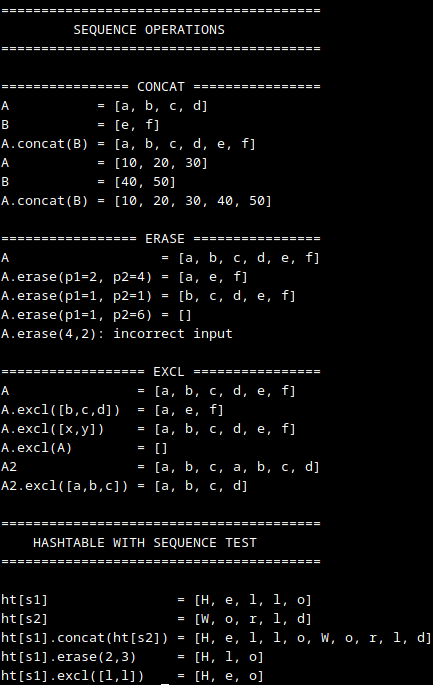 ========================================
SEQUENCE OPERATIONS
========================================
================ CONCAT ================
A           = [a, b, c, d]
B           = [e, f]
A.concat(B) = [a, b, c, d, e, f]
A           = [10, 20, 30]
B           = [40, 50]
A.concat(B) = [10, 20, 30, 40, 50]
================= ERASE ================
A                   = [a, b, c, d, e, f]
A.erase(p1=2, p2=4) = [a, e, f]
A.erase(p1=1, p2=1) = [b, c, d, e, f]
A.erase(p1=1, p2=6) = []
A.erase(4,2): incorrect input
================== EXCL ================
A                = [a, b, c, d, e, f]
A.excl([b,c,d])  = [a, e, f]
A.excl([x,y])    = [a, b, c, d, e, f]
A.excl(A)        = []
A2               = [a, b, c, a, b, c, d]
A2.excl([a,b,c]) = [a, b, c, d]
========================================
HASHTABLE WITH SEQUENCE TEST
========================================
ht[s1]                = [H, e, l, l, o]
ht[s2]                = [W, o, r, l, d]
ht[s1].concat(ht[s2]) = [H, e, l, l, o, W, o, r, l, d]
ht[s1].erase(2,3)     = [H, l, o]
ht[s1].excl([l,l])    = [H, e, o]